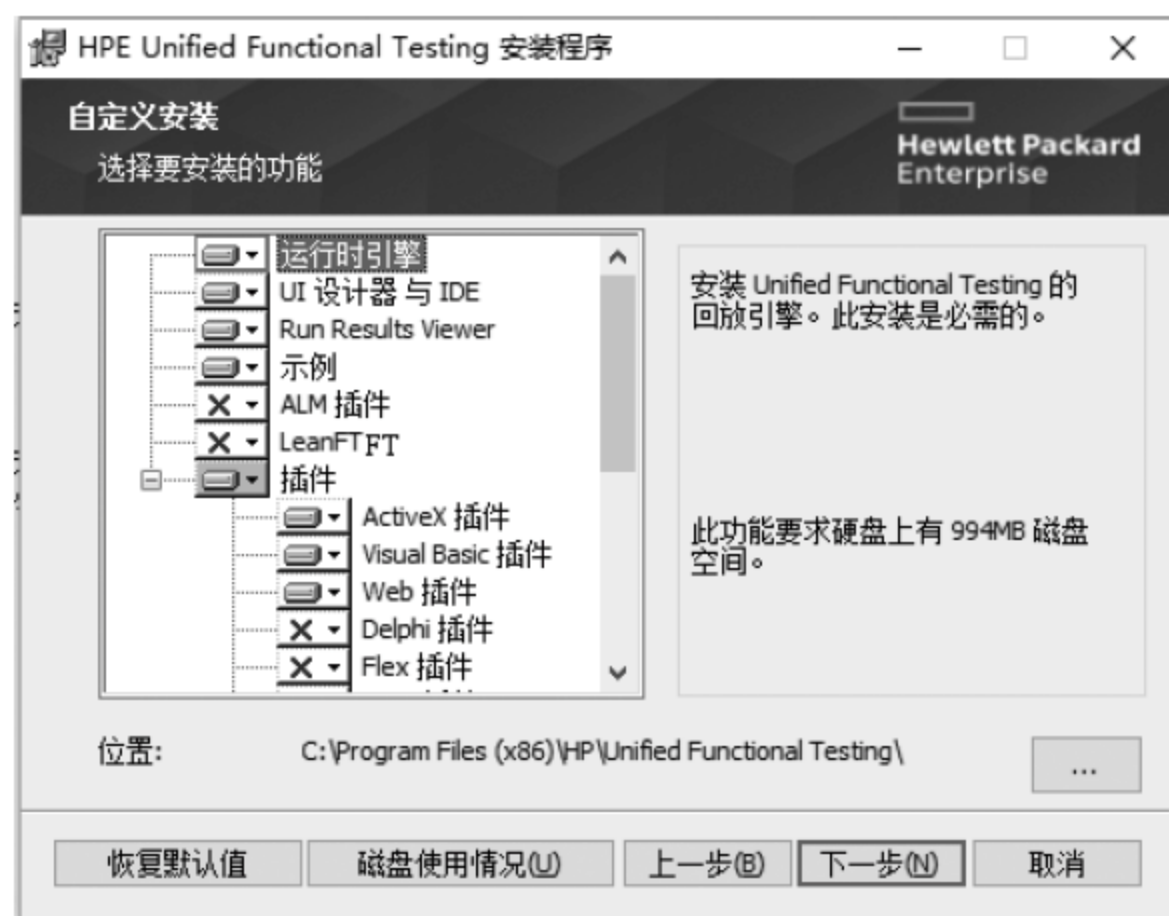 HPE Unified Functional Testing 安装程序
自定义安装
选择要安装的功能
Hewlett Packard
Enterprise
运行时引擎
UI 设计器 与 IDE
Run Results Viewer
示例
ALM 插件
LeanFTFT
插件
ActiveX 插件
Visual Basic 插件
Web 插件
Delphi 插件
Flex 插件
安装 Unified Functional Testing 的
回放引擎。此安装是必需的。
此功能要求硬盘上有 994MB 磁盘
空间。
位置:
C:\Program Files (x86)\HP\Unified Functional Testing\
...
恢复默认值
磁盘使用情况(U)
上一步(B)
下一步(N)
取消